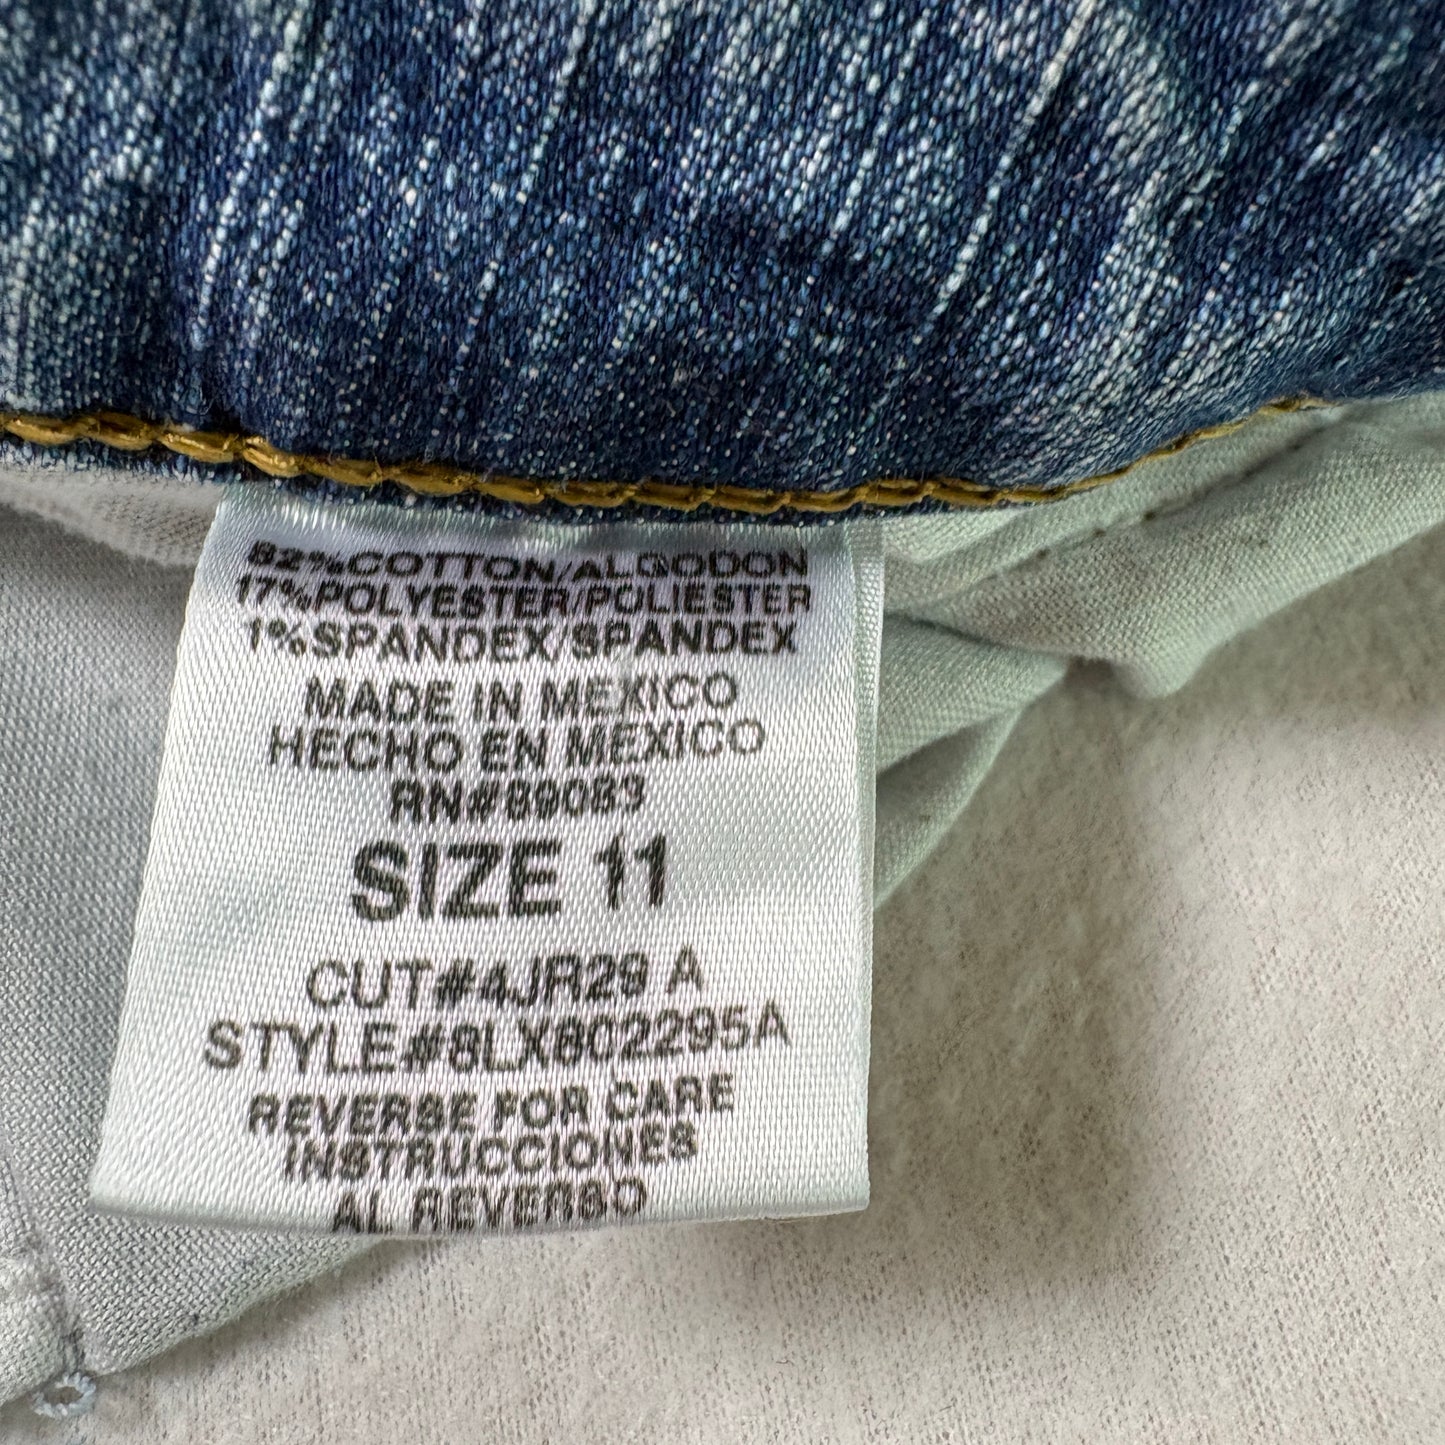 82%COTTON/ALGODON
17%POLYESTER/POLIESTER
1%SPANDEX/SPANDEX
MADE IN MEXICO
HECHO EN MEXICO
RN#89083
SIZE 11
CUT#4JR29 A
STYLE#8LX802295A
REVERSE FOR CARE
INSTRUCCIONES
AL REVERSO